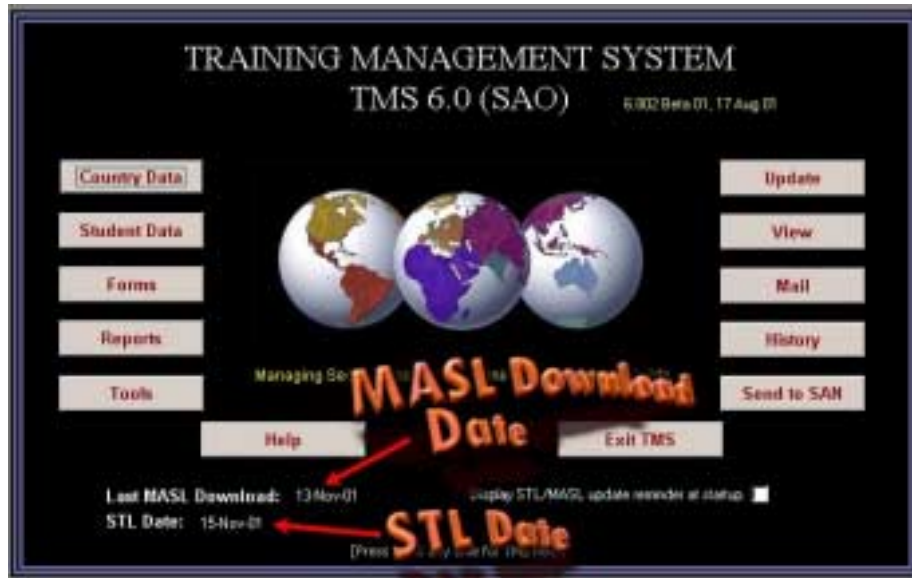 TRAINING MANAGEMENT SYSTEM
TMS 6.0 (SAO)
6.002 Beta 01, 17 Aug 01
Country Data
Update
Student Data
View
Forms
Mail
Reports
History
Tools
Send to SAN
Managing
MASL Download
Date
Help
Exit TMS
Last MASL Download: 13-Nov-01
Display STL/MASL update reminder at startup
STL Date: 15-Nov-01
STL Date
[Press